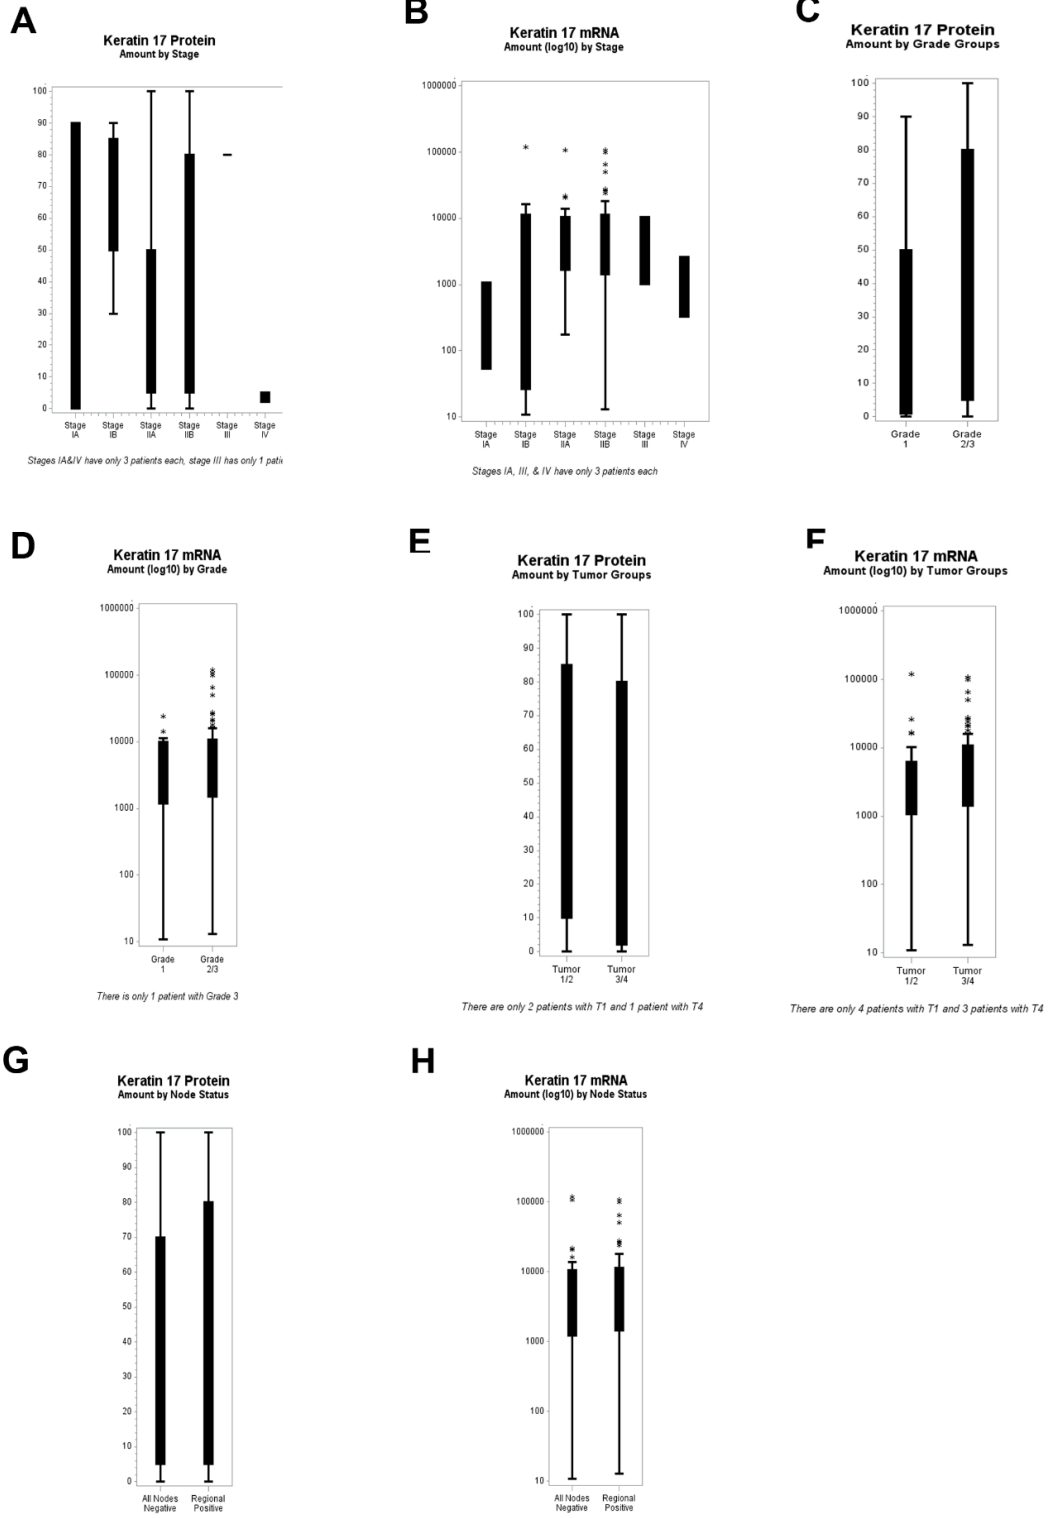 A
Keratin 17 Protein
Amount by Stage
100
90
80
70
60
50
40
30
20
10
0
Stage IA
Stage IB
Stage IIA
Stage IIB
Stage III
Stage IV
Stages IA&IV have only 3 patients each, stage III has only 1 patie
B
Keratin 17 mRNA
Amount (log10) by Stage
1000000
100000
10000
1000
100
10
Stage IA
Stage IB
Stage IIA
Stage IIB
Stage III
Stage IV
Stages IA, III, & IV have only 3 patients each
C
Keratin 17 Protein
Amount by Grade Groups
100
90
80
70
60
50
40
30
20
10
0
Grade 1
Grade 2/3
D
Keratin 17 mRNA
Amount (log10) by Grade
1000000
100000
10000
1000
100
10
Grade 1
Grade 2/3
There is only 1 patient with Grade 3
E
Keratin 17 Protein
Amount by Tumor Groups
100
90
80
70
60
50
40
30
20
10
0
Tumor 1/2
Tumor 3/4
There are only 2 patients with T1 and 1 patient with T4
F
Keratin 17 mRNA
Amount (log10) by Tumor Groups
1000000
100000
10000
1000
100
10
Tumor 1/2
Tumor 3/4
There are only 4 patients with T1 and 3 patients with T4
G
Keratin 17 Protein
Amount by Node Status
100
90
80
70
60
50
40
30
20
10
0
All Nodes Negative
Regional Positive
H
Keratin 17 mRNA
Amount (log10) by Node Status
1000000
100000
10000
1000
100
10
All Nodes Negative
Regional Positive